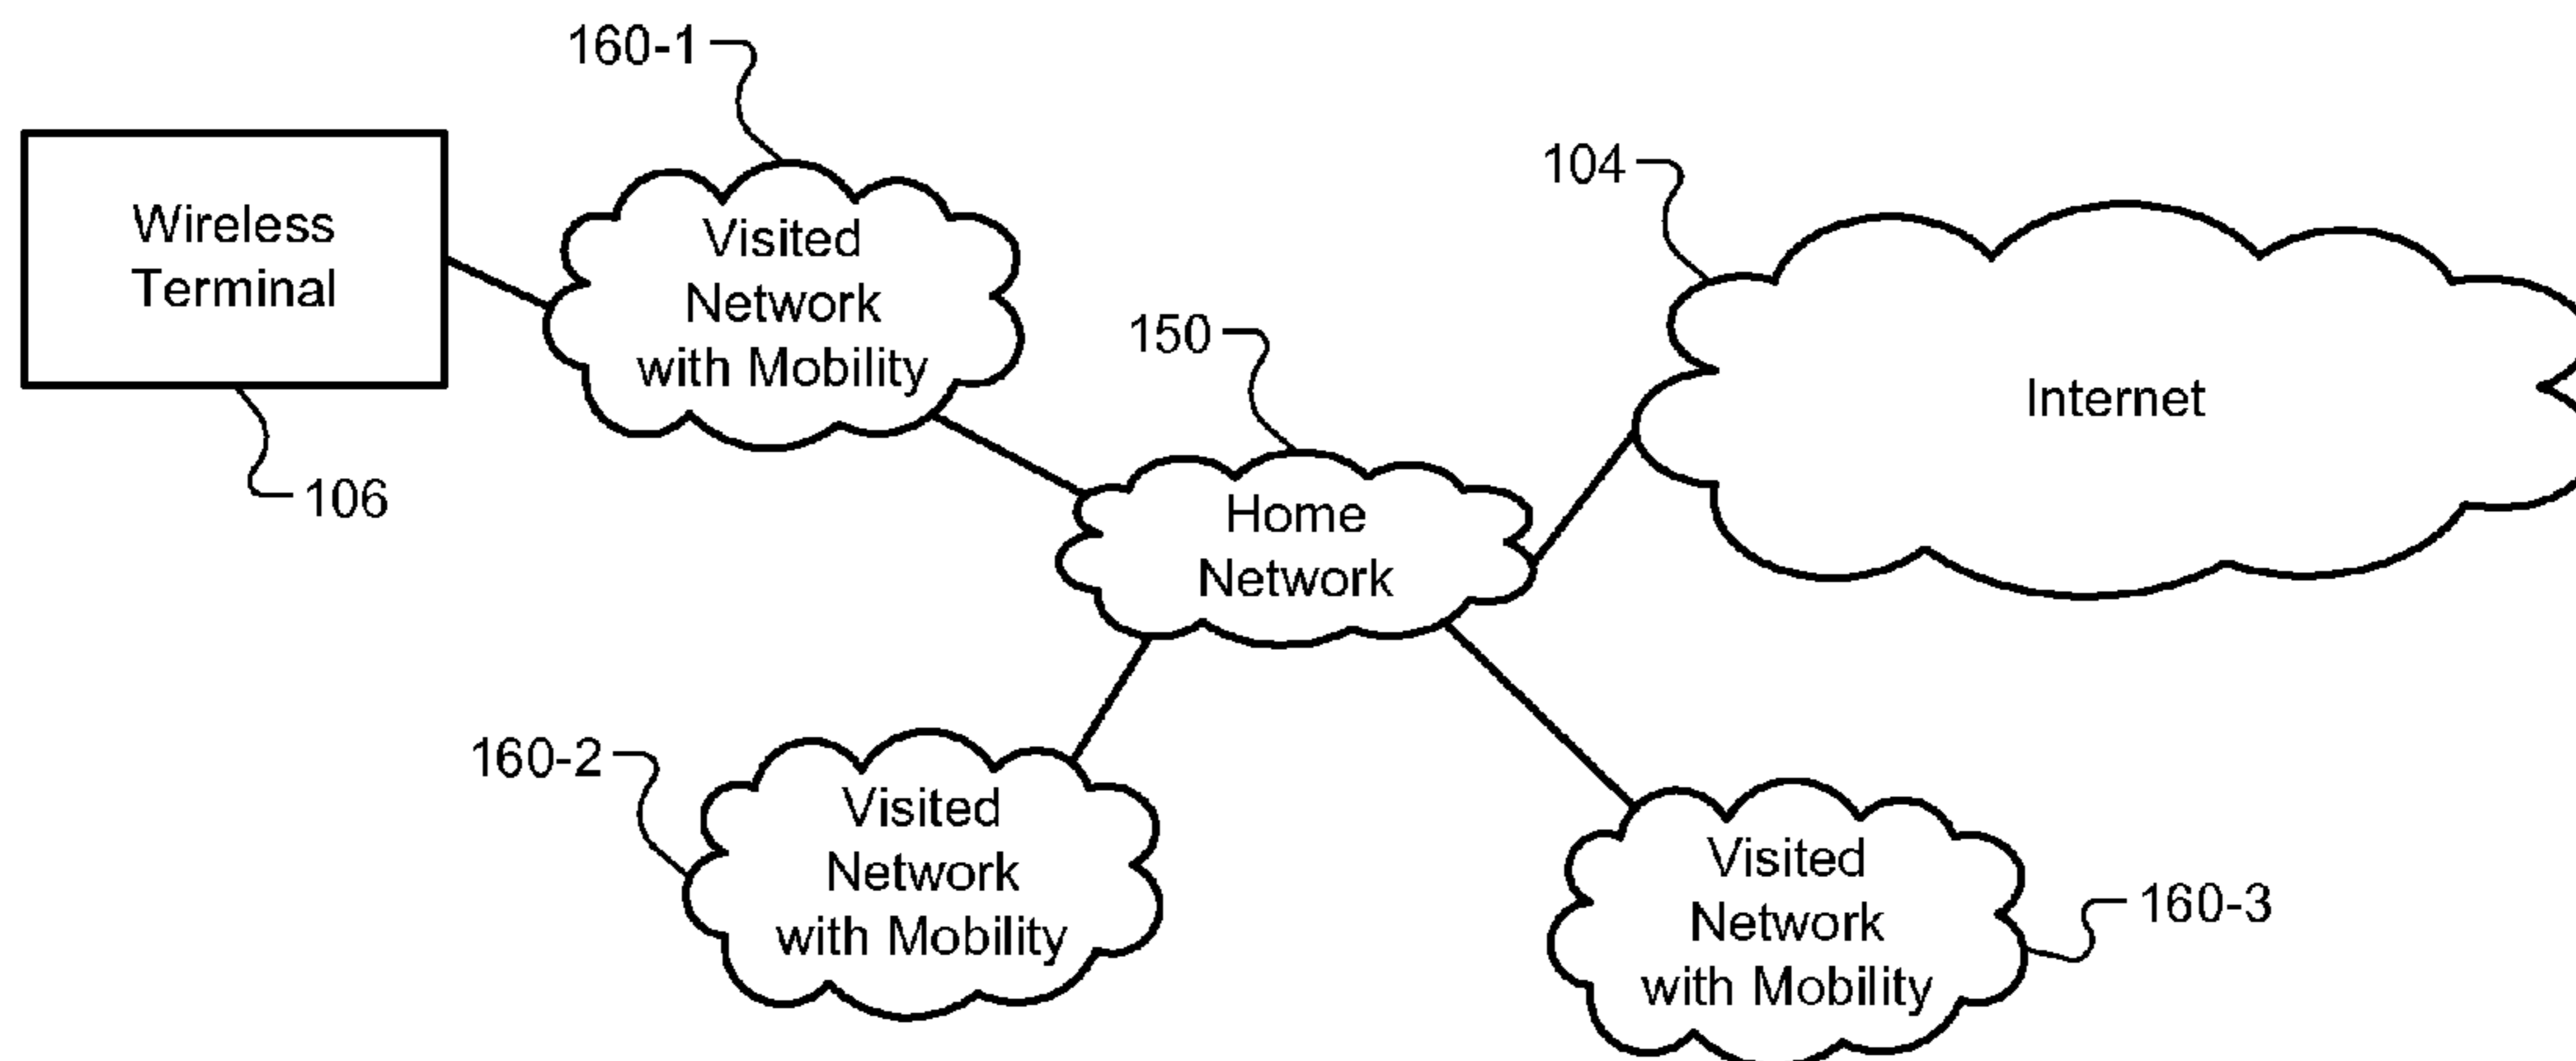 160-1
Wireless
Terminal
106
Visited
Network
with Mobility
104
Internet
150
Home
Network
160-2
Visited
Network
with Mobility
Visited
Network
with Mobility
160-3